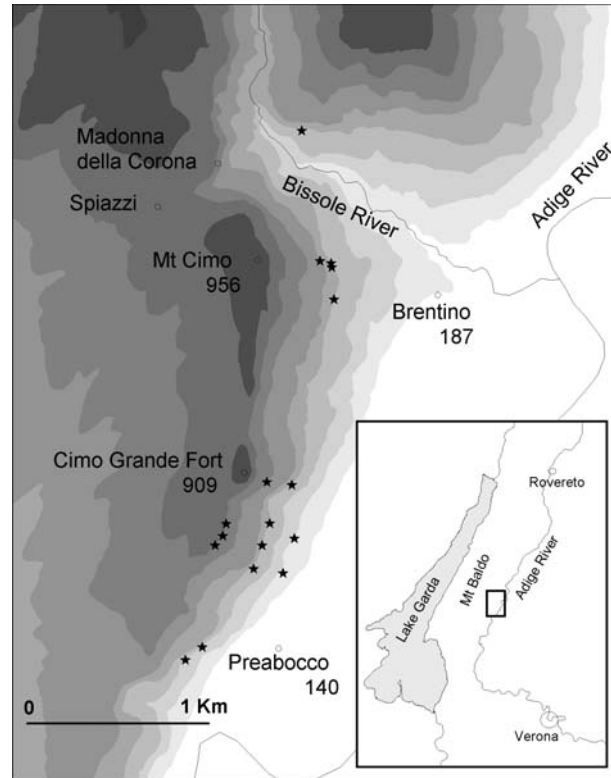 Madonna
della Corona
Spiazzi
Bissole River
Adige River
Mt Cimo
956
Brentino
187
Cimo Grande Fort
909
Preabocco
140
0 1 Km
Rovereto
Lake Garda
Mt Baldo
Adige River
Verona